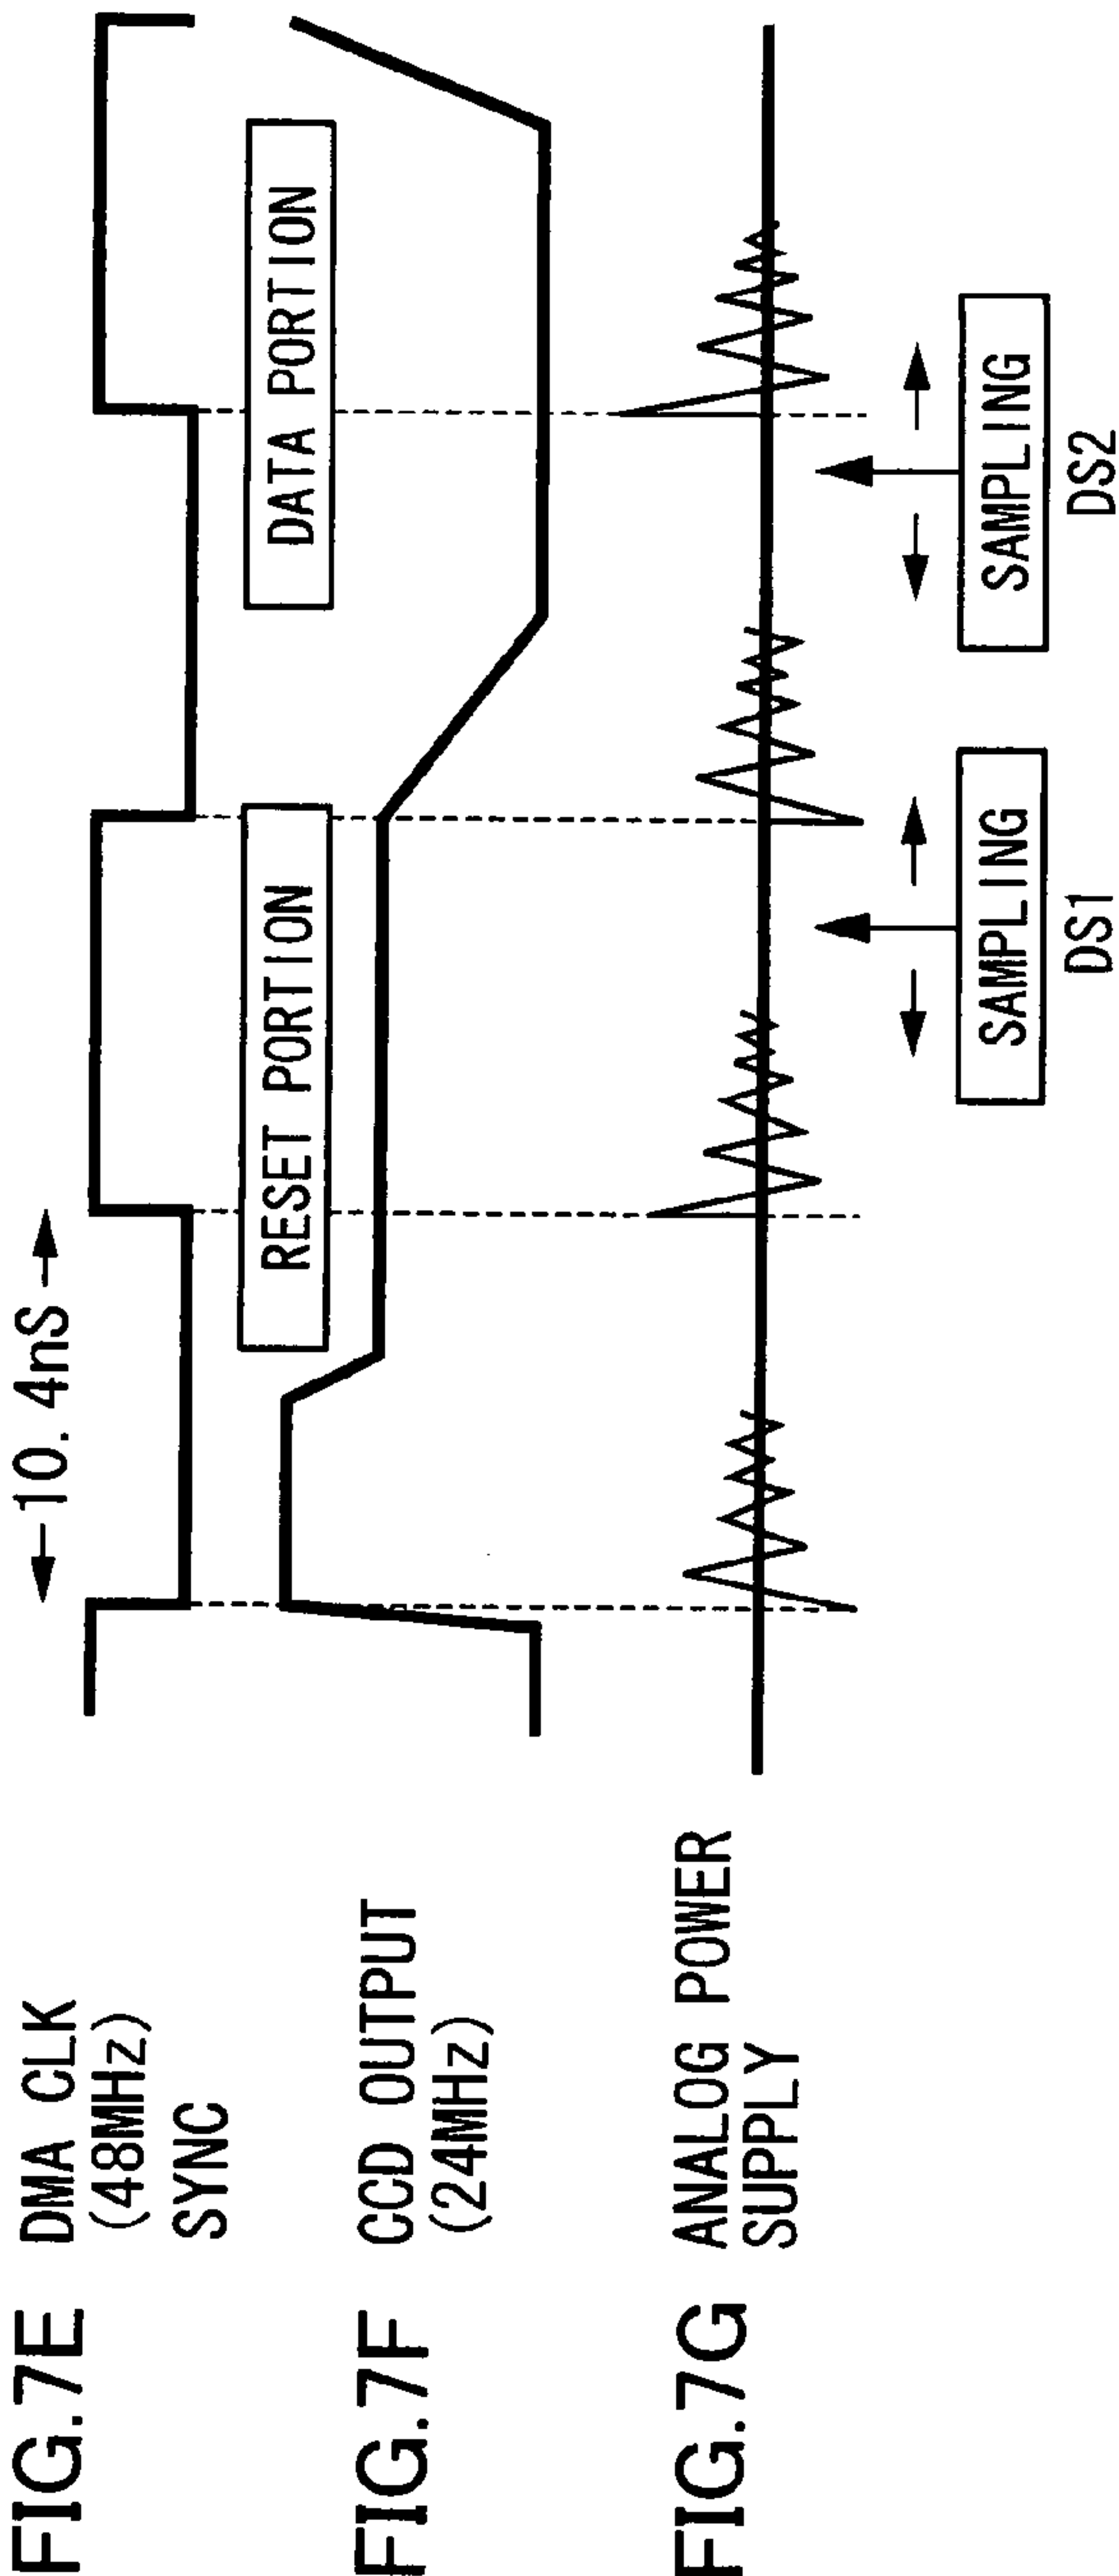 10. 4nS
FIG.7E DMA CLK
(48MHz)
SYNC
RESET PORTION
DATA PORTION
FIG.7F CCD OUTPUT
(24MHz)
FIG.7G ANALOG POWER
SUPPLY
SAMPLING
DS1
SAMPLING
DS2